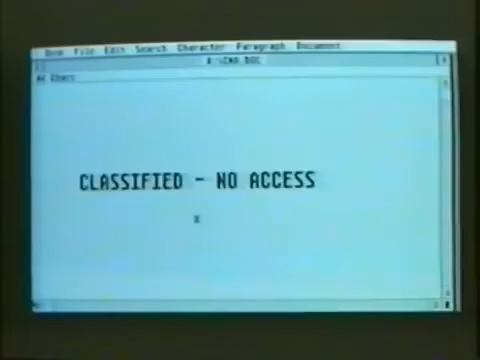 File Edit Search Character Paragraph Document
CLASSIFIED - NO ACCESS